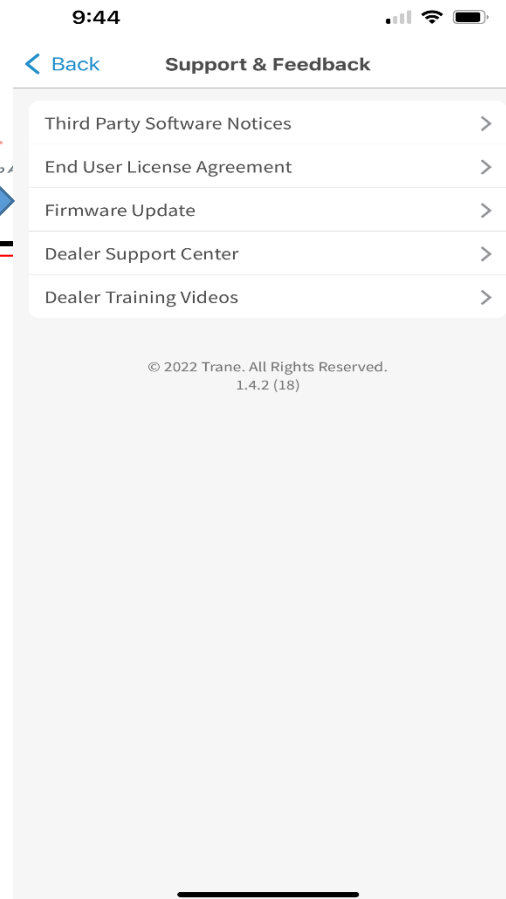 9:44
Back
Support & Feedback
Third Party Software Notices
End User License Agreement
Firmware Update
Dealer Support Center
Dealer Training Videos
© 2022 Trane. All Rights Reserved.
1.4.2 (18)